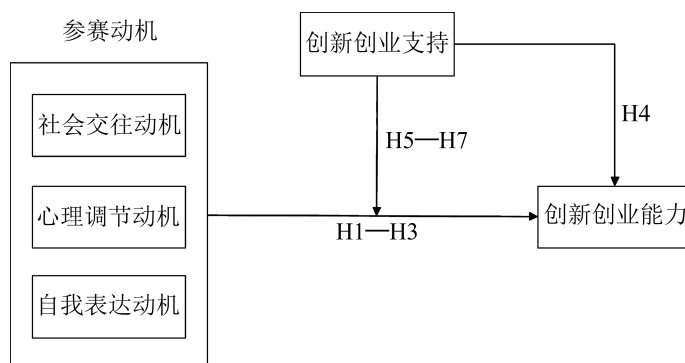 参赛动机
创新创业支持
社会交往动机
H4
H5—H7
心理调节动机
创新创业能力
H1—H3
自我表达动机